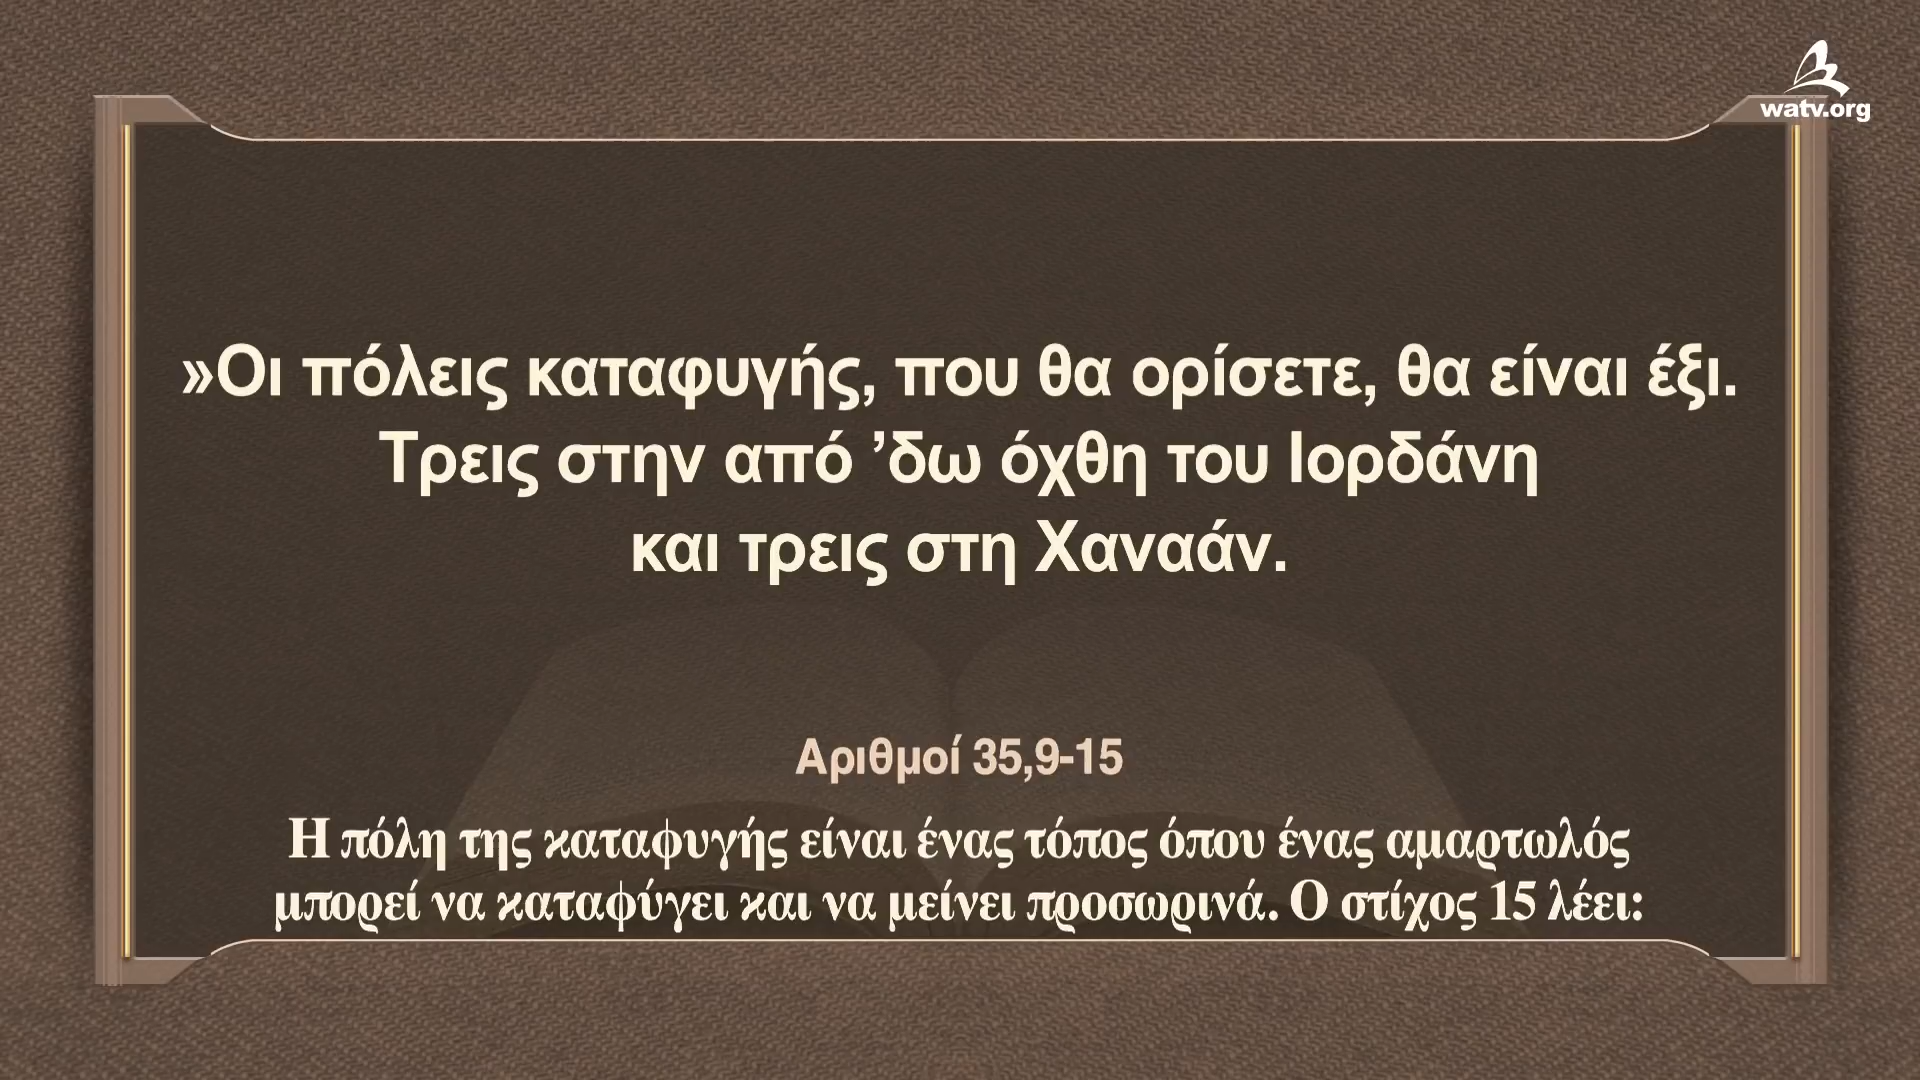 watv.org
»Οι πόλεις καταφυγής, που θα ορίσετε, θα είναι έξι.
Τρεις στην από ’δω όχθη του Ιορδάνη
και τρεις στη Χαναάν.
Αριθμοί 35,9-15
Η πόλη της καταφυγής είναι ένας τόπος όπου ένας αμαρτωλός
μπορεί να καταφύγει και να μείνει προσωρινά. Ο στίχος 15 λέει: